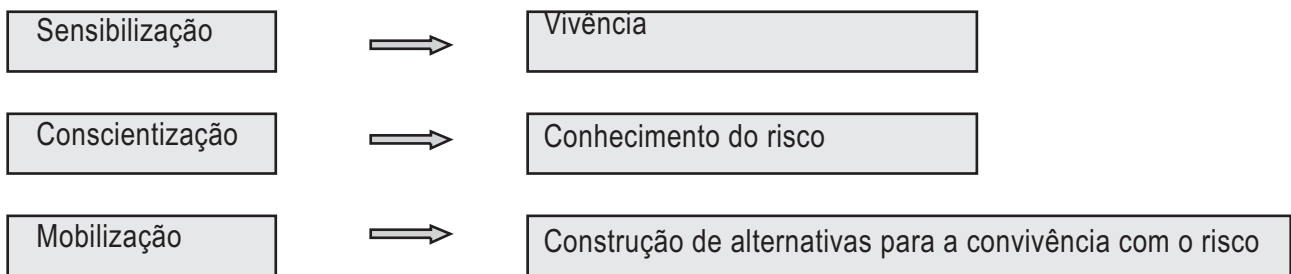 Sensibilização
Vivência
Conscientização
Conhecimento do risco
Mobilização
Construção de alternativas para a convivência com o risco